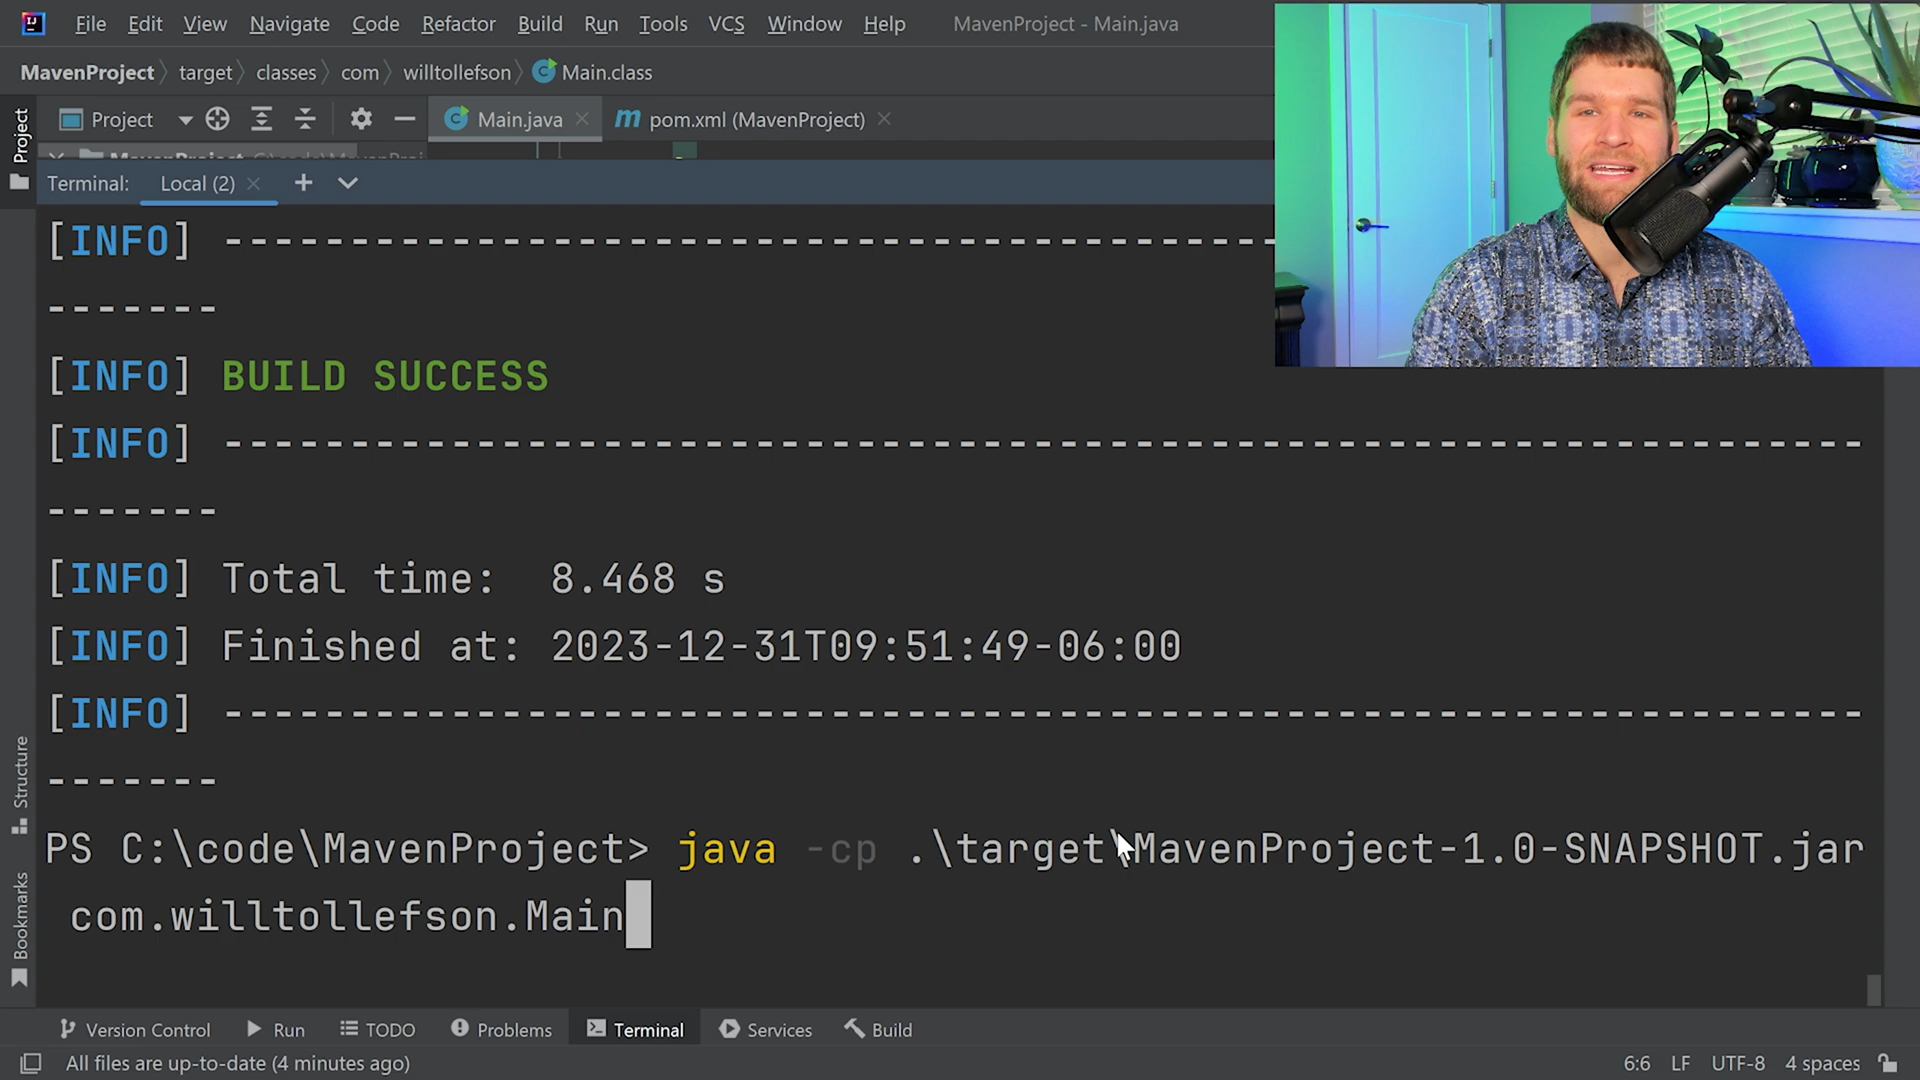 File Edit View Navigate Code Refactor Build Run Tools VCS Window Help MavenProject - Main.java
MavenProject target classes com willtollefson Main.class
Project Main.java pom.xml (MavenProject)
Project
Terminal: Local (2)
[INFO] -----------------------------------------------
-------
[INFO] BUILD SUCCESS
[INFO] ------------------------------------------------------------------
-------
[INFO] Total time:  8.468 s
[INFO] Finished at: 2023-12-31T09:51:49-06:00
[INFO] ------------------------------------------------------------------
-------
PS C:\code\MavenProject> java -cp .\target\MavenProject-1.0-SNAPSHOT.jar
com.willtollefson.Main
Structure
Bookmarks
Version Control Run TODO Problems Terminal Services Build
All files are up-to-date (4 minutes ago) 6:6 LF UTF-8 4 spaces